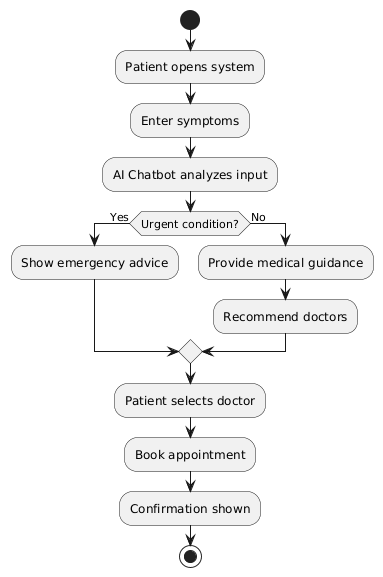 Patient opens system
Enter symptoms
AI Chatbot analyzes input
Yes
Urgent condition?
No
Show emergency advice
Provide medical guidance
Recommend doctors
Patient selects doctor
Book appointment
Confirmation shown